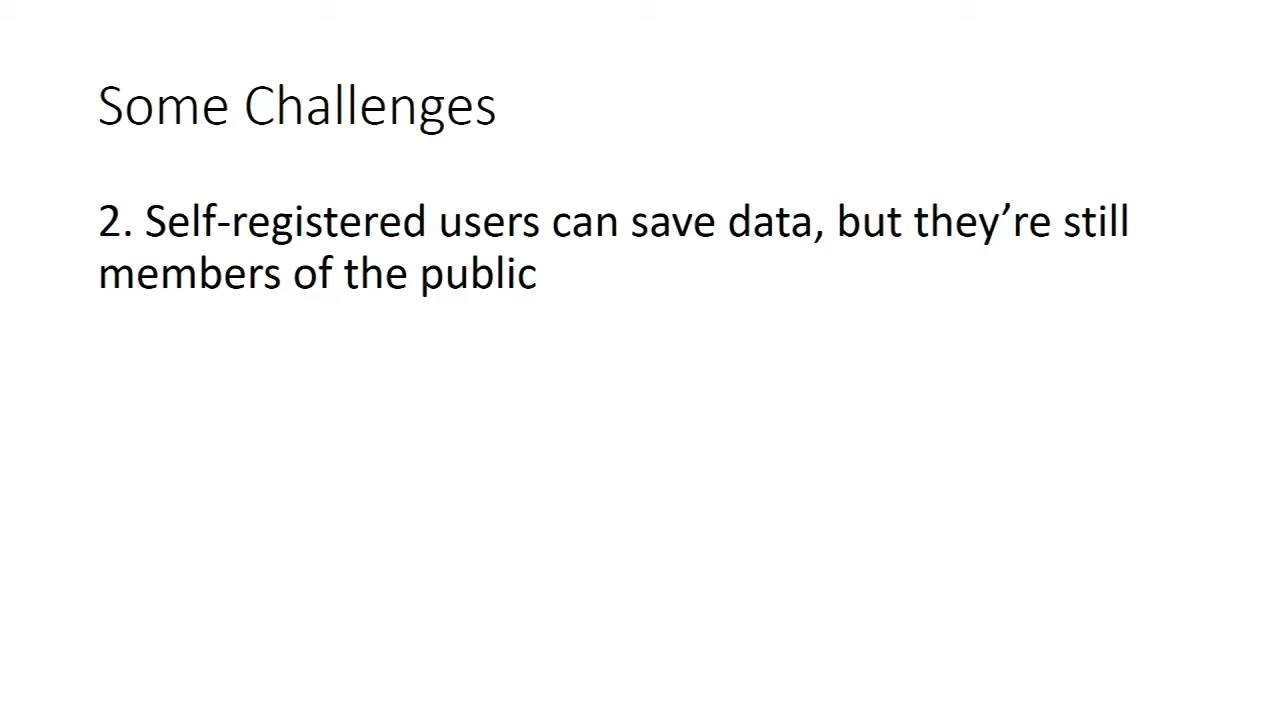 Some Challenges
2. Self-registered users can save data, but they’re still
members of the public